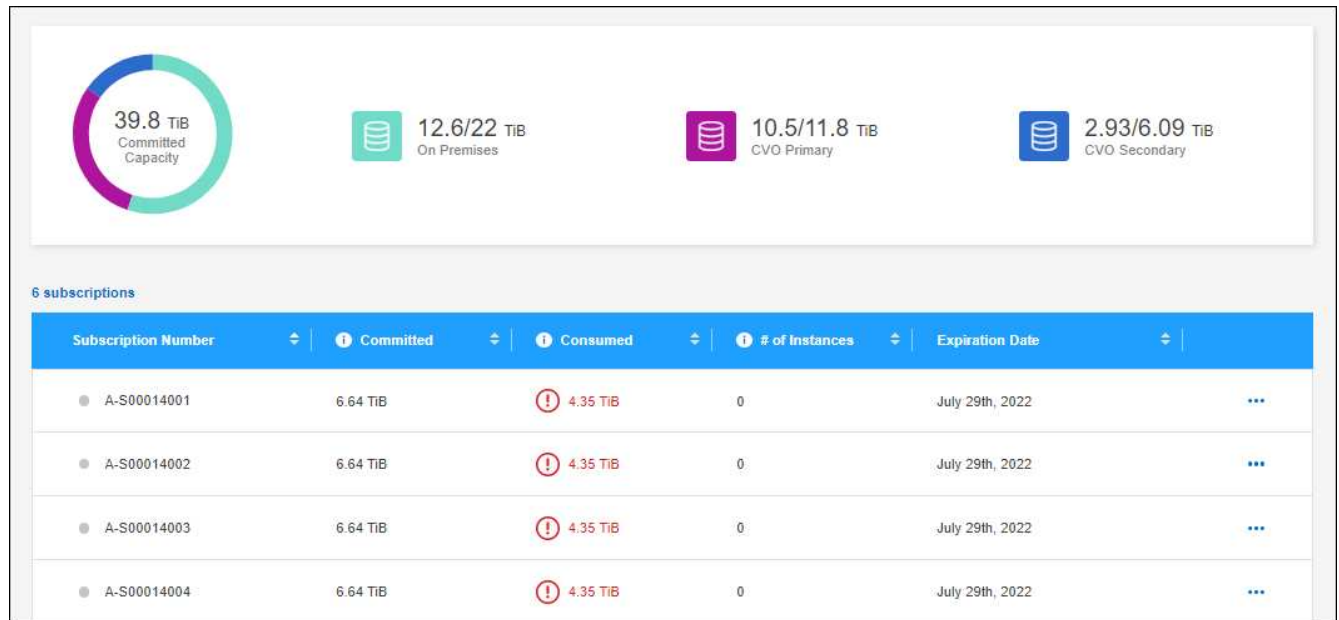 39.8 TiB
Committed
Capacity
12.6/22 TiB
On Premises
10.5/11.8 TiB
CVO Primary
2.93/6.09 TiB
CVO Secondary
6 subscriptions
Subscription Number Committed Consumed # of Instances Expiration Date
A-S00014001 6.64 TiB 4.35 TiB 0 July 29th, 2022
A-S00014002 6.64 TiB 4.35 TiB 0 July 29th, 2022
A-S00014003 6.64 TiB 4.35 TiB 0 July 29th, 2022
A-S00014004 6.64 TiB 4.35 TiB 0 July 29th, 2022